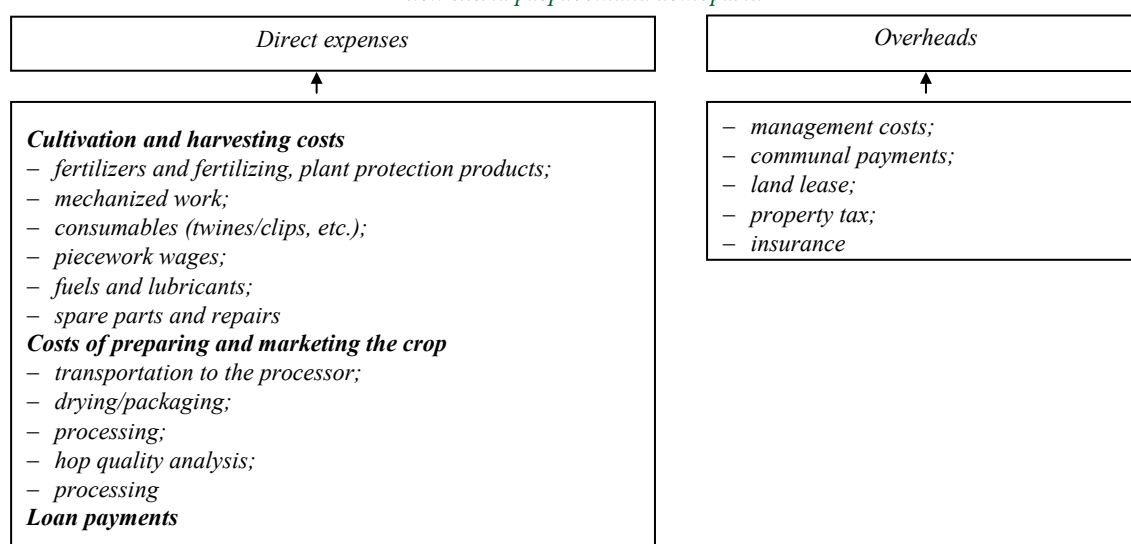 Direct expenses
Cultivation and harvesting costs
– fertilizers and fertilizing, plant protection products;
– mechanized work;
– consumables (twines/clips, etc.);
– piecework wages;
– fuels and lubricants;
– spare parts and repairs
Costs of preparing and marketing the crop
– transportation to the processor;
– drying/packaging;
– processing;
– hop quality analysis;
– processing
Loan payments
Overheads
– management costs;
– communal payments;
– land lease;
– property tax;
– insurance